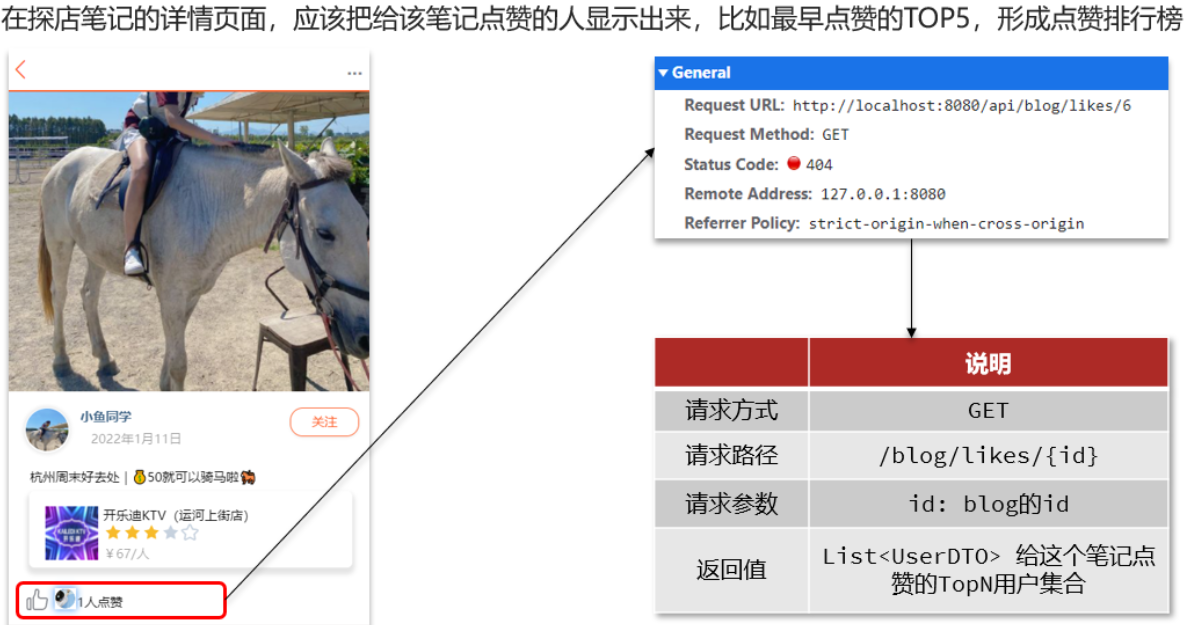 在探店笔记的详情页面，应该把给该笔记点赞的人显示出来，比如最早点赞的TOP5，形成点赞排行榜
小鱼同学
2022年1月11日
关注
杭州周末好去处 | 💰50就可以骑马啦🐎
KAILEDI KTV
开乐迷
开乐迪KTV（运河上街店）
￥67/人
1人点赞
General
Request URL: http://localhost:8080/api/blog/likes/6
Request Method: GET
Status Code: 404
Remote Address: 127.0.0.1:8080
Referrer Policy: strict-origin-when-cross-origin
说明
请求方式 GET
请求路径 /blog/likes/{id}
请求参数 id: blog的id
返回值 List<UserDTO> 给这个笔记点
赞的TopN用户集合